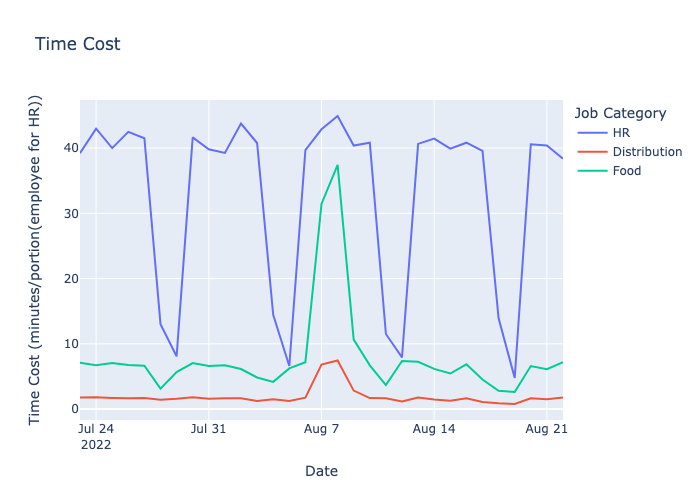 Time Cost
Time Cost (minutes/portion(employee for HR))
40
30
20
10
0
Jul 24
2022
Jul 31
Aug 7
Aug 14
Aug 21
Date
Job Category
HR
Distribution
Food